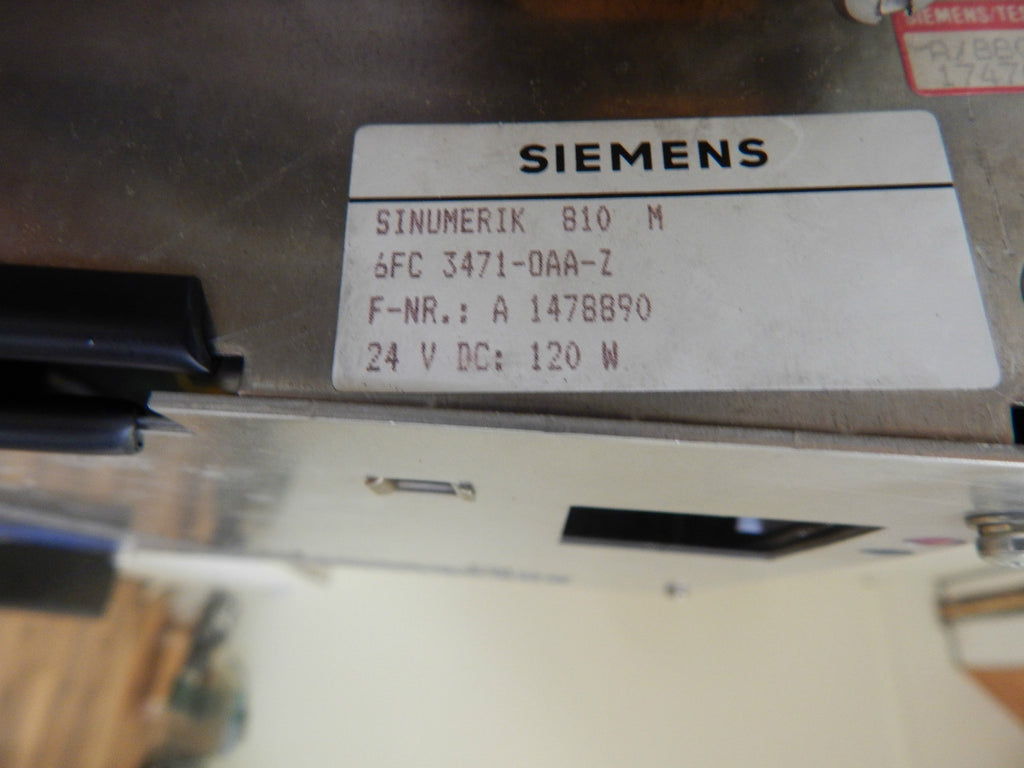 SIEMENS
SINUMERIK 810 M
6FC 3471-0AA-Z
F-NR.: A 1478890
24 V DC: 120 W